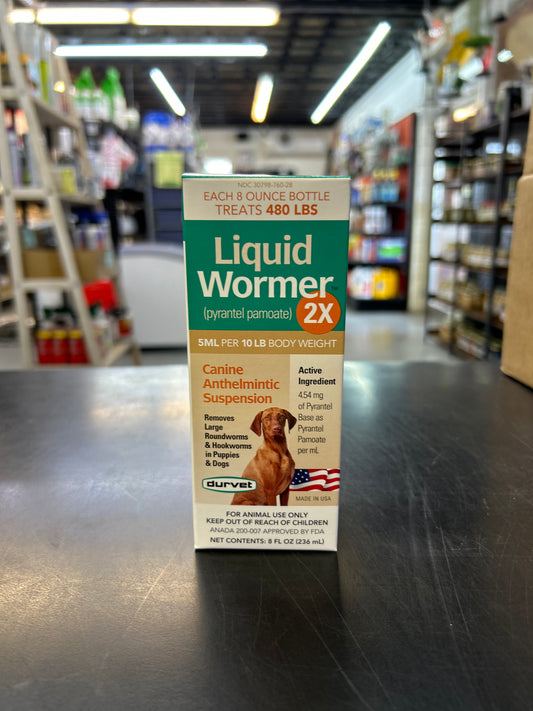 NDC 30798-760-28
EACH 8 OUNCE BOTTLE
TREATS 480 LBS
Liquid
Wormer™
(pyrantel pamoate) 2X
5ML PER 10 LB BODY WEIGHT
Canine
Anthelmintic
Suspension
Removes
Large
Roundworms
& Hookworms
in Puppies
& Dogs
Active
Ingredient
4.54 mg
of Pyrantel
Base as
Pyrantel
Pamoate
per mL
durvet
MADE IN USA
FOR ANIMAL USE ONLY
KEEP OUT OF REACH OF CHILDREN
ANADA 200-007 APPROVED BY FDA
NET CONTENTS: 8 FL OZ (236 mL)